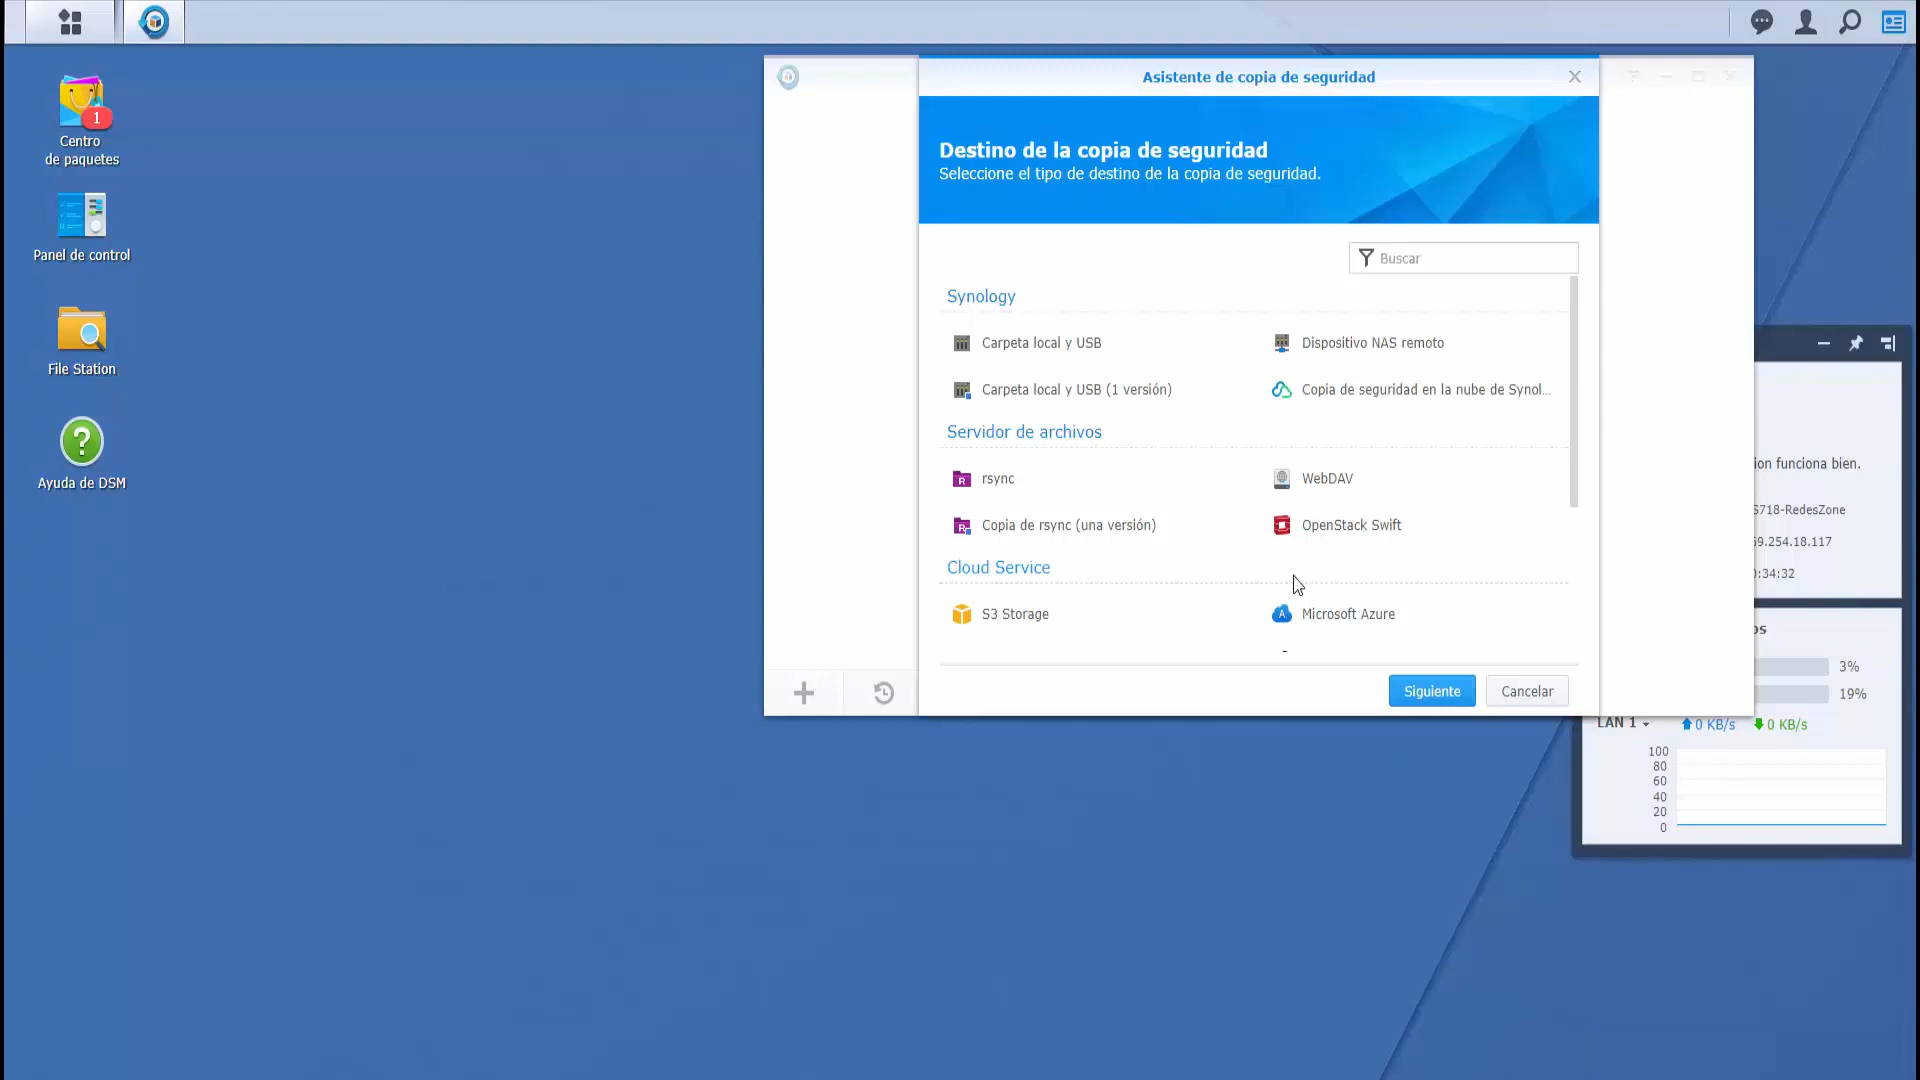 1
Centro
de paquetes
Panel de control
File Station
Ayuda de DSM
Asistente de copia de seguridad
Destino de la copia de seguridad
Seleccione el tipo de destino de la copia de seguridad.
Buscar
Synology
Carpeta local y USB
Dispositivo NAS remoto
Carpeta local y USB (1 versión)
Copia de seguridad en la nube de Synol...
Servidor de archivos
R
rsync
WebDAV
R
Copia de rsync (una versión)
OpenStack Swift
Cloud Service
S3 Storage
A
Microsoft Azure
Siguiente
Cancelar
ion funciona bien.
S718-RedesZone
59.254.18.117
0:34:32
os
3%
19%
LAN 1
0 KB/s
0 KB/s
100
80
60
40
20
0